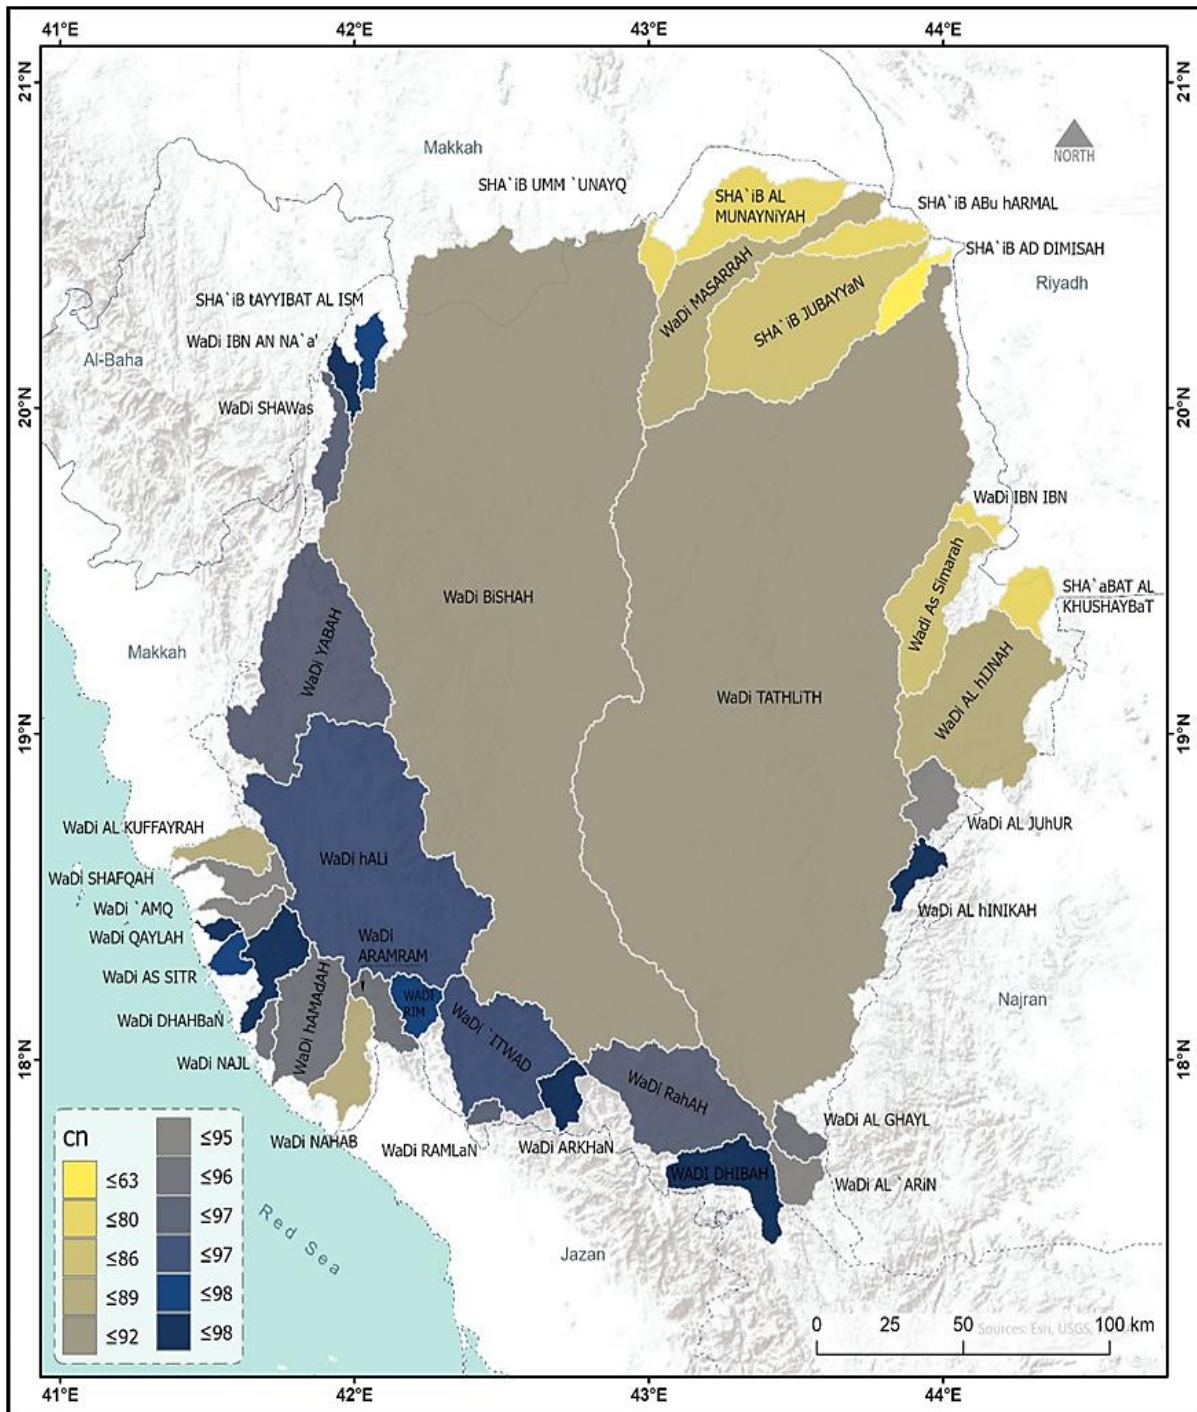 41°E
42°E
43°E
44°E
21°N
21°N
Makkah
NORTH
SHA`iB UMM `UNAYQ
SHA`iB AL
MUNAYNiYAH
SHA`iB ABu hARMAL
SHA`iB AD DIMISAH
WaDi MASARRAH
Riyadh
SHA`iB JUBAYYaN
SHA`iB tAYYIBAT AL ISM
WaDi IBN AN NA`a'
Al-Baha
WaDi SHAWas
20°N
20°N
WaDi IBN IBN
Wadi As Simarah
SHA`aBAT AL
KHUSHAYBaT
WaDi BiSHAH
WaDi YABAH
Makkah
WaDi TATHLiTH
WaDi AL hIJNAH
19°N
19°N
WaDi AL KUFFAYRAH
WaDi AL JUhUR
WaDi hALi
WaDi SHAFQAH
WaDi `AMQ
WaDi AL hINIKAH
WaDi QAYLAH
WaDi
ARAMRAM
WaDi AS SITR
WADI
RIM
WaDi hAMAdAH
Najran
WaDi DHAHBaN
WaDi `ITWAD
WaDi NAJL
18°N
18°N
WaDi RahAH
WaDi AL GHAYL
WaDi NAHAB
WaDi RAMLaN
WaDi ARKHaN
WADI DHIBAH
WaDi AL `ARiN
cn
≤63
≤80
≤86
≤89
≤92
≤95
≤96
≤97
≤97
≤98
≤98
Red Sea
Jazan
0 25 50 100 km
Sources: Esri, USGS,
41°E
42°E
43°E
44°E